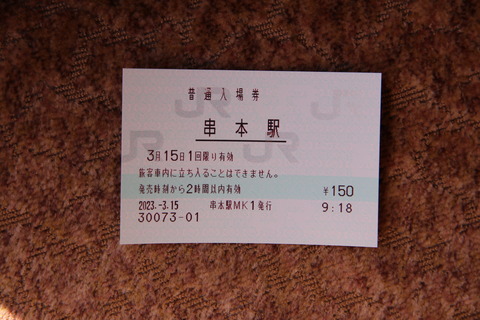 普通入場券
串本駅
3月15日1回限り有効
旅客車内に立ち入ることはできません。
発売時刻から2時間以内有効 ¥150
2023.-3.15 串本駅MK1発行 9:18
30073-01